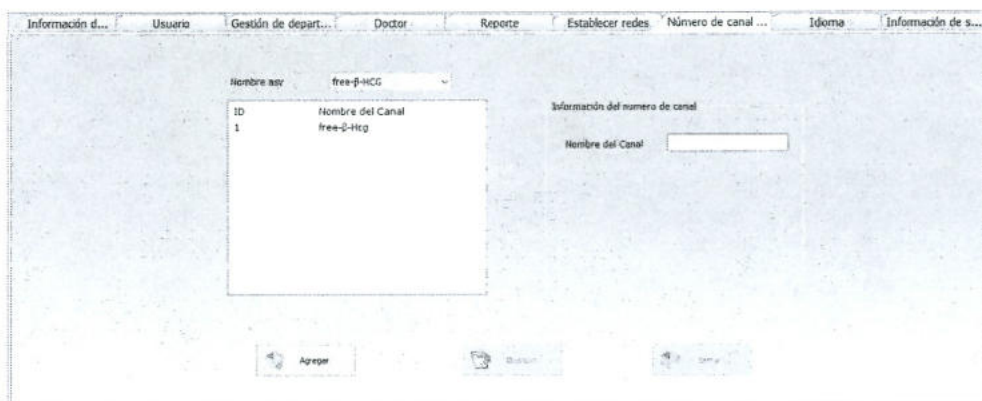 Información d... Usuario Gestión de depart... Doctor Reporte Establecer redes Número de canal ... Idioma Información de s...
Nombre asy free-β-HCG
ID Nombre del Canal
1 free-β-Hcg
Información del numero de canal
Nombre del Canal
Agregar